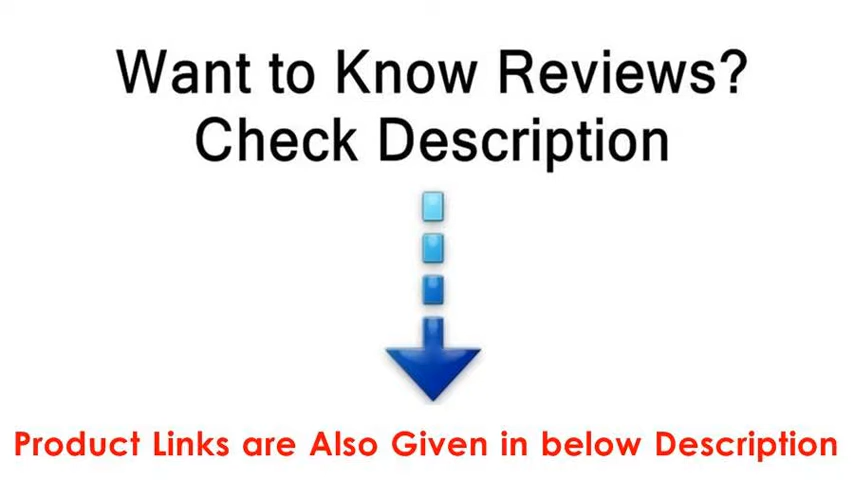 Want to Know Reviews?
Check Description
Product Links are Also Given in below Description